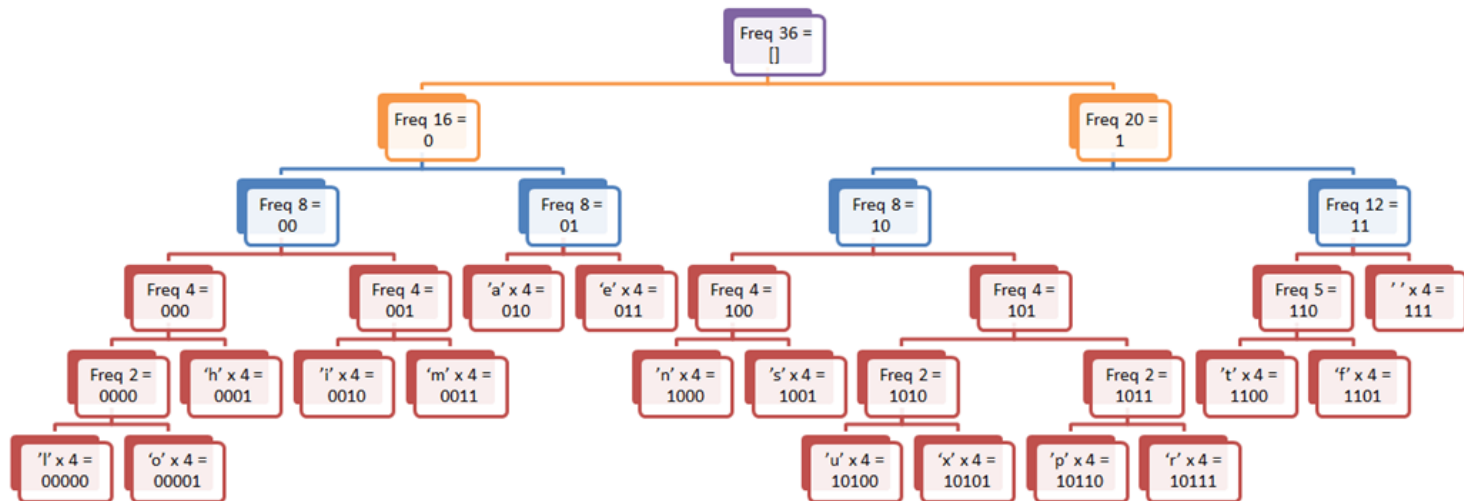 Freq 36 =
[]
Freq 16 =
0
Freq 20 =
1
Freq 8 =
00
Freq 8 =
01
Freq 8 =
10
Freq 12 =
11
Freq 4 =
000
Freq 4 =
001
’a’ x 4 =
010
‘e’ x 4 =
011
Freq 4 =
100
Freq 4 =
101
Freq 5 =
110
’ ’ x 4 =
111
Freq 2 =
0000
‘h’ x 4 =
0001
’i’ x 4 =
0010
‘m’ x 4 =
0011
’n’ x 4 =
1000
’s’ x 4 =
1001
Freq 2 =
1010
Freq 2 =
1011
’t’ x 4 =
1100
‘f’ x 4 =
1101
’l’ x 4 =
00000
‘o’ x 4 =
00001
’u’ x 4 =
10100
‘x’ x 4 =
10101
’p’ x 4 =
10110
‘r’ x 4 =
10111